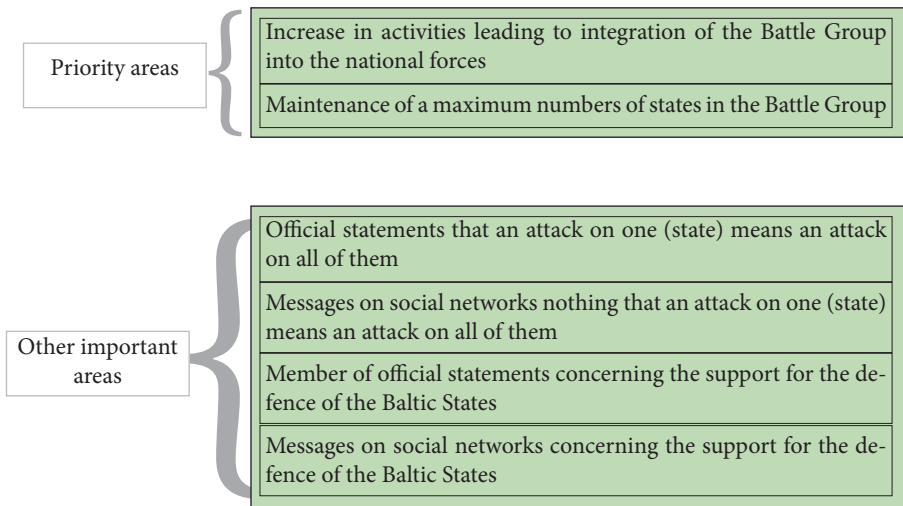 Priority areas
Increase in activities leading to integration of the Battle Group
into the national forces
Maintenance of a maximum numbers of states in the Battle Group
Other important
areas
Official statements that an attack on one (state) means an attack
on all of them
Messages on social networks nothing that an attack on one (state)
means an attack on all of them
Member of official statements concerning the support for the de-
fence of the Baltic States
Messages on social networks concerning the support for the de-
fence of the Baltic States